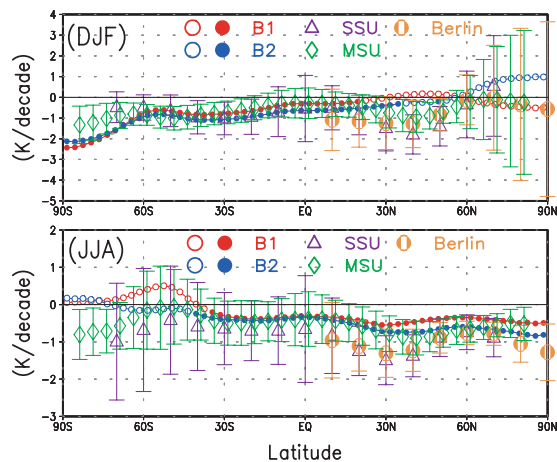 (DJF)
B1 SSU Berlin
B2 MSU
(K/decade)
4
3
2
1
0
-1
-2
-3
-4
-5
90S 60S 30S EQ 30N 60N 90N
(JJA)
B1 SSU Berlin
B2 MSU
(K/decade)
2
1
0
-1
-2
-3
90S 60S 30S EQ 30N 60N 90N
Latitude